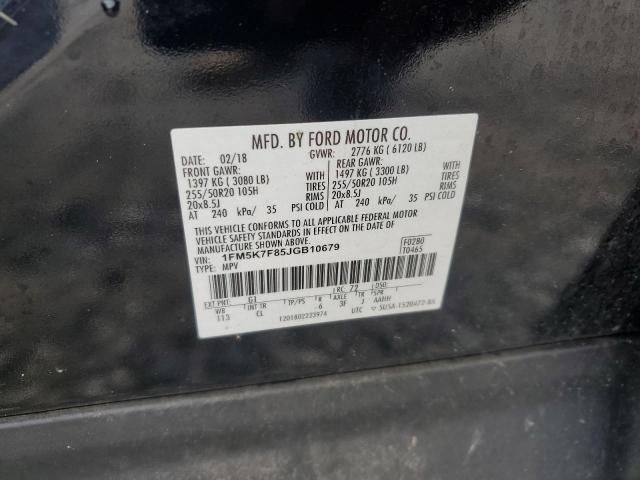 MFD. BY FORD MOTOR CO.
DATE: 02/18 GVWR: 2776 KG ( 6120 LB)
FRONT GAWR: REAR GAWR:
1397 KG ( 3080 LB) WITH 1497 KG ( 3300 LB) WITH
255/50R20 105H TIRES 255/50R20 105H TIRES
20x8.5J RIMS 20x8.5J RIMS
AT 240 kPa/ 35 PSI COLD AT 240 kPa/ 35 PSI COLD
THIS VEHICLE CONFORMS TO ALL APPLICABLE FEDERAL MOTOR
VEHICLE SAFETY STANDARDS IN EFFECT ON THE DATE OF
MANUFACTURE SHOWN ABOVE.
VIN: 1FM5K7F85JGB10679 F0280
TYPE: MPV T0465
EXT PNT: G1 RC: 72
WB INT TR TP/PS R AXLE TR SPR
113 CL -6 3F J AAHH
1201802223974 UTC 5U5A-1520472-BA